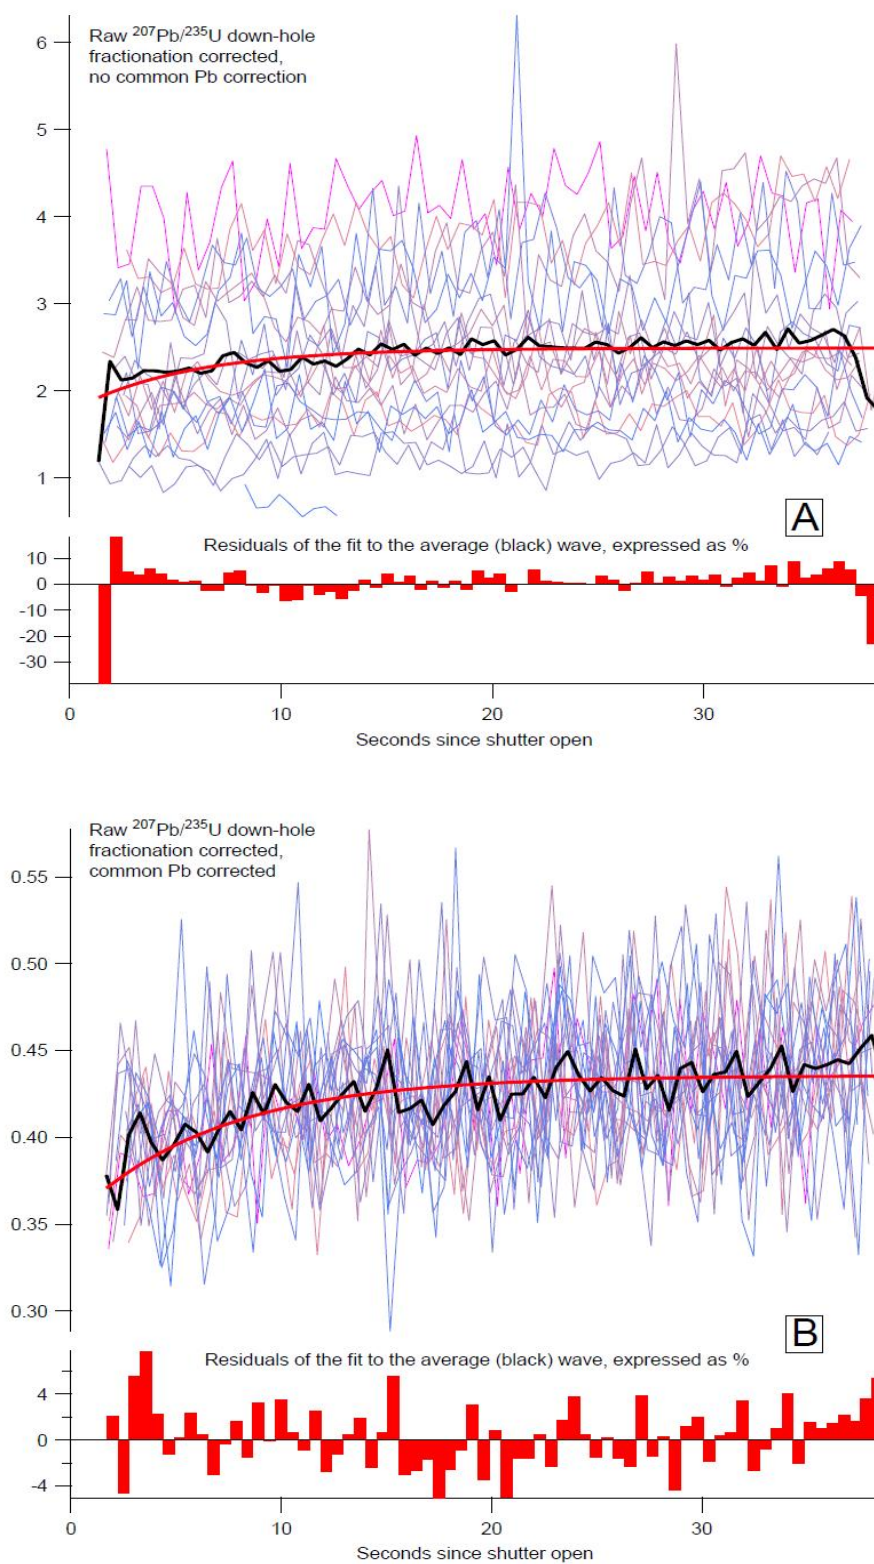 Raw ²⁰⁷Pb/²³⁵U down-hole
fractionation corrected,
no common Pb correction
6
5
4
3
2
1
A
Residuals of the fit to the average (black) wave, expressed as %
10
0
-10
-20
-30
0 10 20 30
Seconds since shutter open
Raw ²⁰⁷Pb/²³⁵U down-hole
fractionation corrected,
common Pb corrected
0.55
0.50
0.45
0.40
0.35
0.30
B
Residuals of the fit to the average (black) wave, expressed as %
4
0
-4
0 10 20 30
Seconds since shutter open